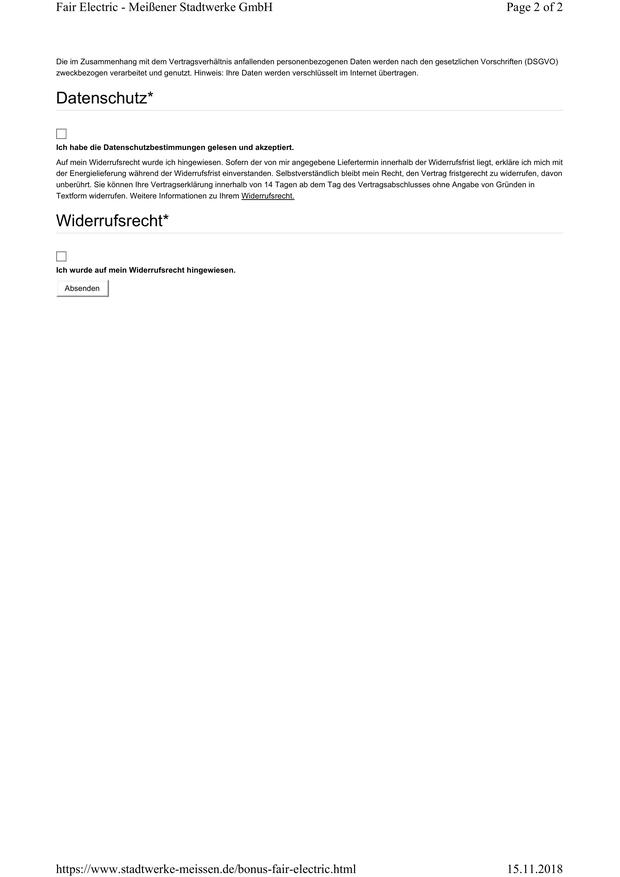 Fair Electric - Meißener Stadtwerke GmbH
Page 2 of 2
Die im Zusammenhang mit dem Vertragsverhältnis anfallenden personenbezogenen Daten werden nach den gesetzlichen Vorschriften (DSGVO)
zweckbezogen verarbeitet und genutzt. Hinweis: Ihre Daten werden verschlüsselt im Internet übertragen.
Datenschutz*
Ich habe die Datenschutzbestimmungen gelesen und akzeptiert.
Auf mein Widerrufsrecht wurde ich hingewiesen. Sofern der von mir angegebene Liefertermin innerhalb der Widerrufsfrist liegt, erkläre ich mich mit
der Energielieferung während der Widerrufsfrist einverstanden. Selbstverständlich bleibt mein Recht, den Vertrag fristgerecht zu widerrufen, davon
unberührt. Sie können Ihre Vertragserklärung innerhalb von 14 Tagen ab dem Tag des Vertragsabschlusses ohne Angabe von Gründen in
Textform widerrufen. Weitere Informationen zu Ihrem Widerrufsrecht.
Widerrufsrecht*
Ich wurde auf mein Widerrufsrecht hingewiesen.
Absenden
https://www.stadtwerke-meissen.de/bonus-fair-electric.html
15.11.2018